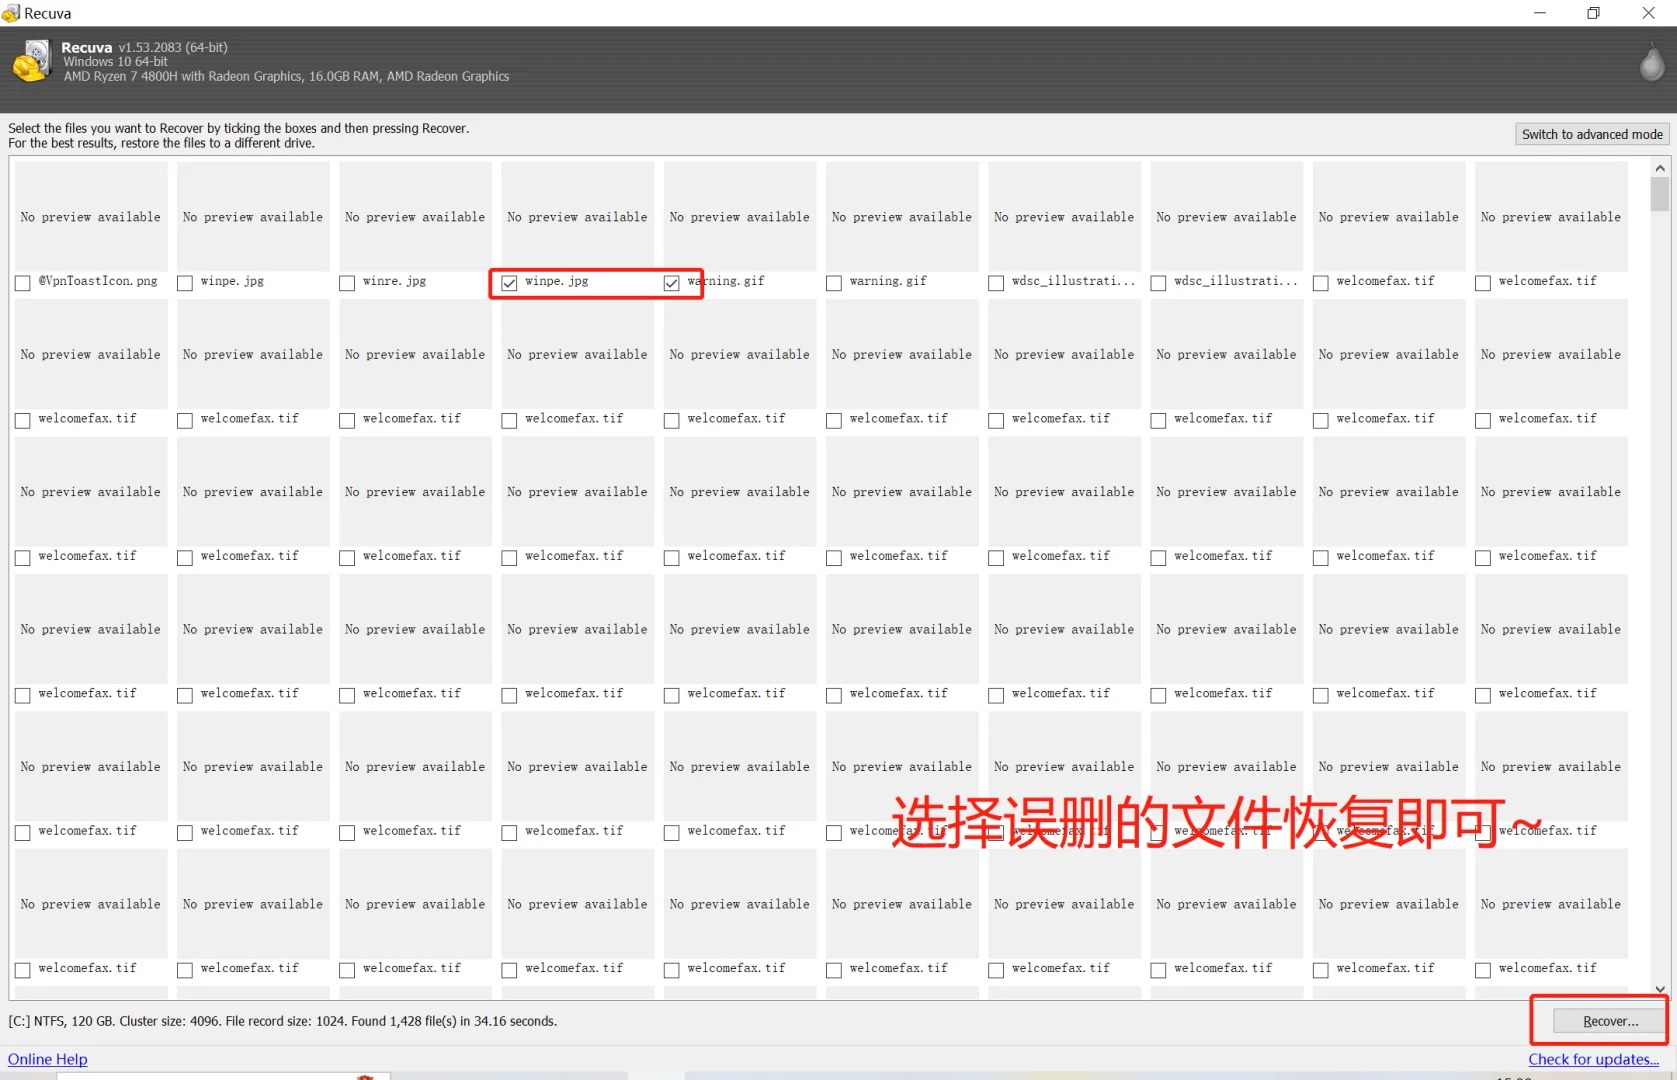 Recuva
Recuva v1.53.2083 (64-bit)
Windows 10 64-bit
AMD Ryzen 7 4800H with Radeon Graphics, 16.0GB RAM, AMD Radeon Graphics
Select the files you want to Recover by ticking the boxes and then pressing Recover.
For the best results, restore the files to a different drive.
Switch to advanced mode
No preview available No preview available No preview available No preview available No preview available No preview available No preview available No preview available No preview available No preview available
@VpnToastIcon.png winpe.jpg winre.jpg winpe.jpg warning.gif warning.gif wdsc_illustrati... wdsc_illustrati... welcomefax.tif welcomefax.tif
No preview available No preview available No preview available No preview available No preview available No preview available No preview available No preview available No preview available No preview available
welcomefax.tif welcomefax.tif welcomefax.tif welcomefax.tif welcomefax.tif welcomefax.tif welcomefax.tif welcomefax.tif welcomefax.tif welcomefax.tif
No preview available No preview available No preview available No preview available No preview available No preview available No preview available No preview available No preview available No preview available
welcomefax.tif welcomefax.tif welcomefax.tif welcomefax.tif welcomefax.tif welcomefax.tif welcomefax.tif welcomefax.tif welcomefax.tif welcomefax.tif
No preview available No preview available No preview available No preview available No preview available No preview available No preview available No preview available No preview available No preview available
welcomefax.tif welcomefax.tif welcomefax.tif welcomefax.tif welcomefax.tif welcomefax.tif welcomefax.tif welcomefax.tif welcomefax.tif welcomefax.tif
No preview available No preview available No preview available No preview available No preview available No preview available No preview available No preview available No preview available No preview available
选择误删的文件恢复即可~
welcomefax.tif welcomefax.tif welcomefax.tif welcomefax.tif welcomefax.tif welcomefax.tif welcomefax.tif welcomefax.tif welcomefax.tif welcomefax.tif
No preview available No preview available No preview available No preview available No preview available No preview available No preview available No preview available No preview available No preview available
welcomefax.tif welcomefax.tif welcomefax.tif welcomefax.tif welcomefax.tif welcomefax.tif welcomefax.tif welcomefax.tif welcomefax.tif welcomefax.tif
[C:] NTFS, 120 GB. Cluster size: 4096. File record size: 1024. Found 1,428 file(s) in 34.16 seconds.
Recover...
Online Help
Check for updates...